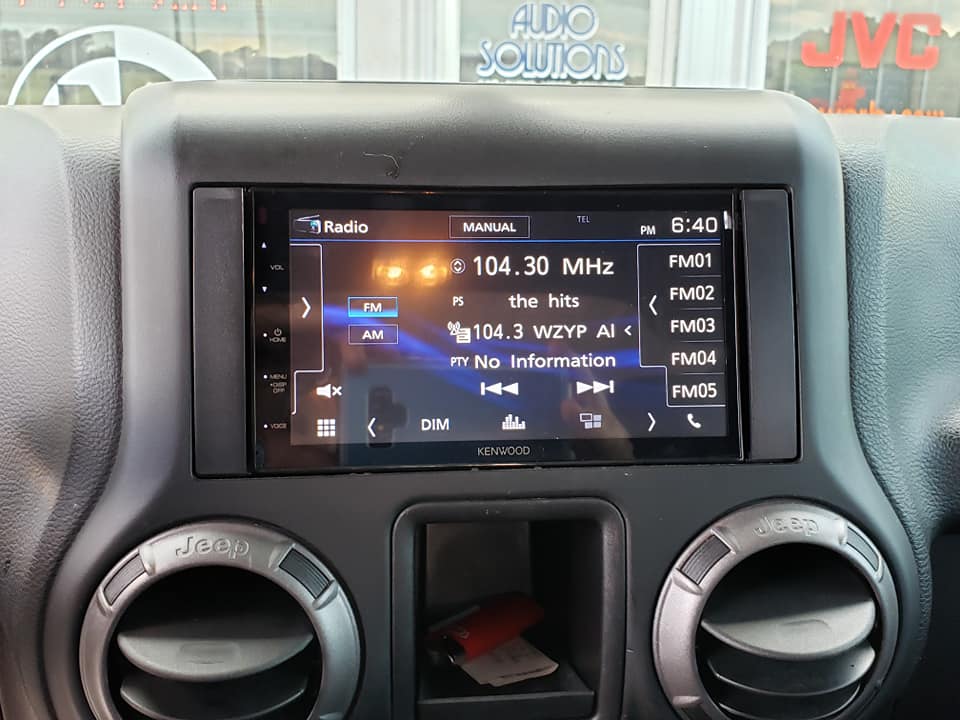 AUDIO
SOLUTIONS
JVC
Radio
MANUAL
TEL
PM 6:40
VOL
HOME
MENU
DISP
OFF
VOICE
FM
AM
104.30 MHz
PS the hits
104.3 WZYP Al
PTY No Information
DIM
FM01
FM02
FM03
FM04
FM05
KENWOOD
Jeep
Jeep